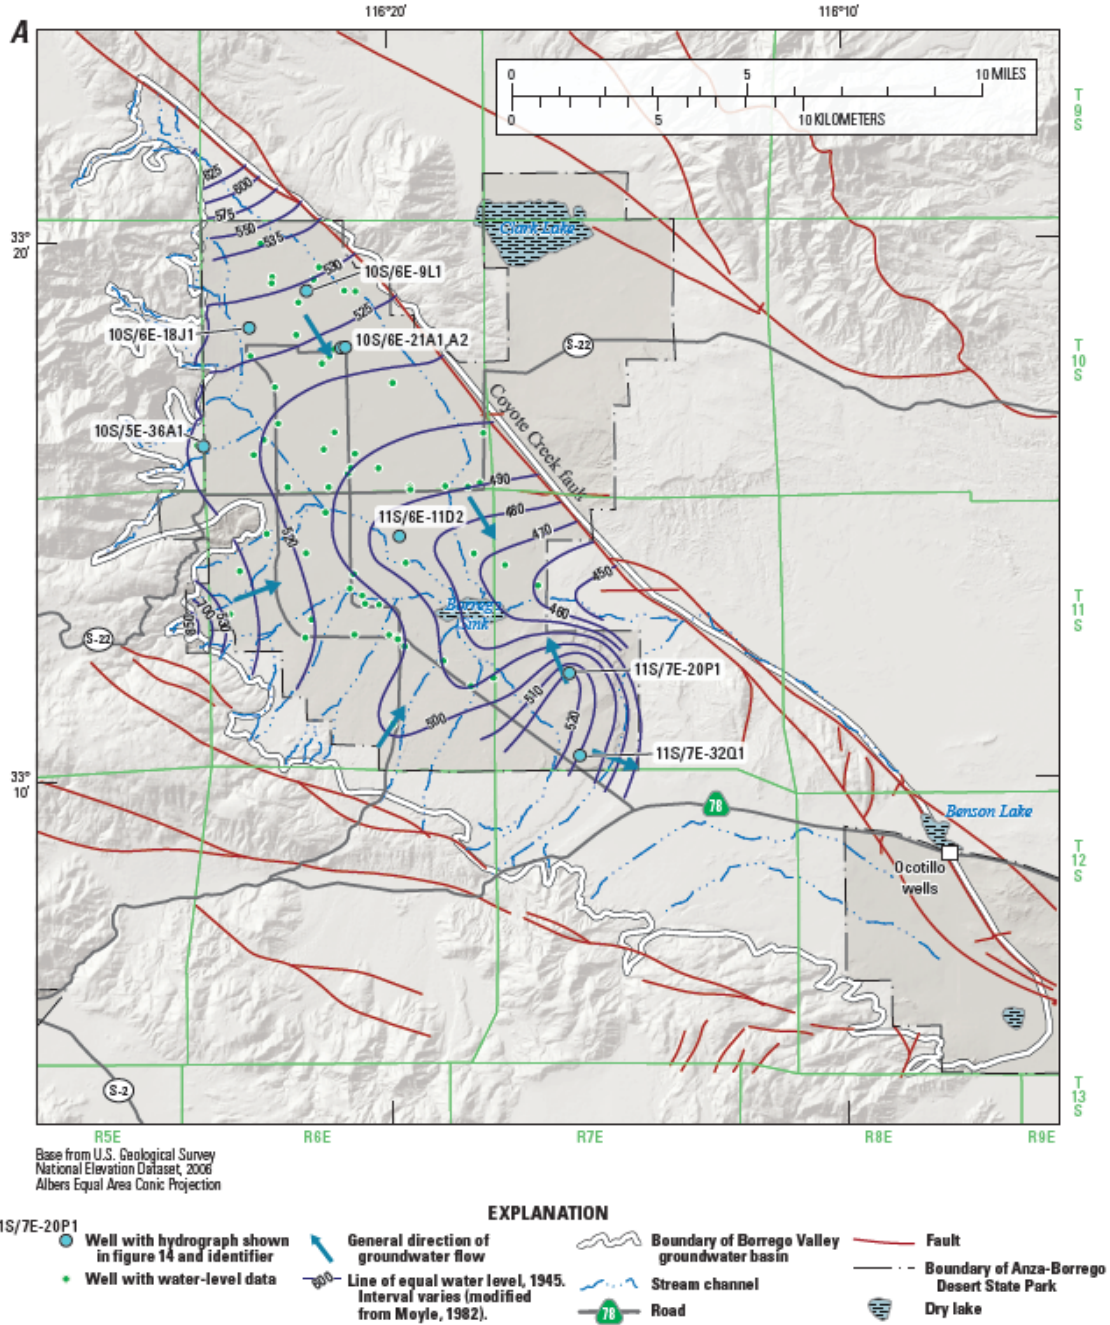 A
116°20'
116°10'
0 5 10 MILES
0 5 10 KILOMETERS
T
9
S
625
600
575
550
535
Clark Lake
33°
20'
530
10S/6E-9L1
525
10S/6E-18J1
10S/6E-21A1,A2
S-22
T
10
S
Coyote Creek fault
10S/5E-36A1
490
480
11S/6E-11D2
470
520
450
460
T
11
S
700
530
850
Borrego
Sink
S-22
11S/7E-20P1
510
520
500
11S/7E-32Q1
33°
10'
78
Benson Lake
Ocotillo
wells
T
12
S
S-2
T
13
S
R5E
R6E
R7E
R8E
R9E
Base from U.S. Geological Survey
National Elevation Dataset, 2006
Albers Equal Area Conic Projection
EXPLANATION
1S/7E-20P1
Well with hydrograph shown
in figure 14 and identifier
Well with water-level data
General direction of
groundwater flow
600
Line of equal water level, 1945.
Interval varies (modified
from Moyle, 1982).
Boundary of Borrego Valley
groundwater basin
Stream channel
78
Road
Fault
Boundary of Anza-Borrego
Desert State Park
Dry lake